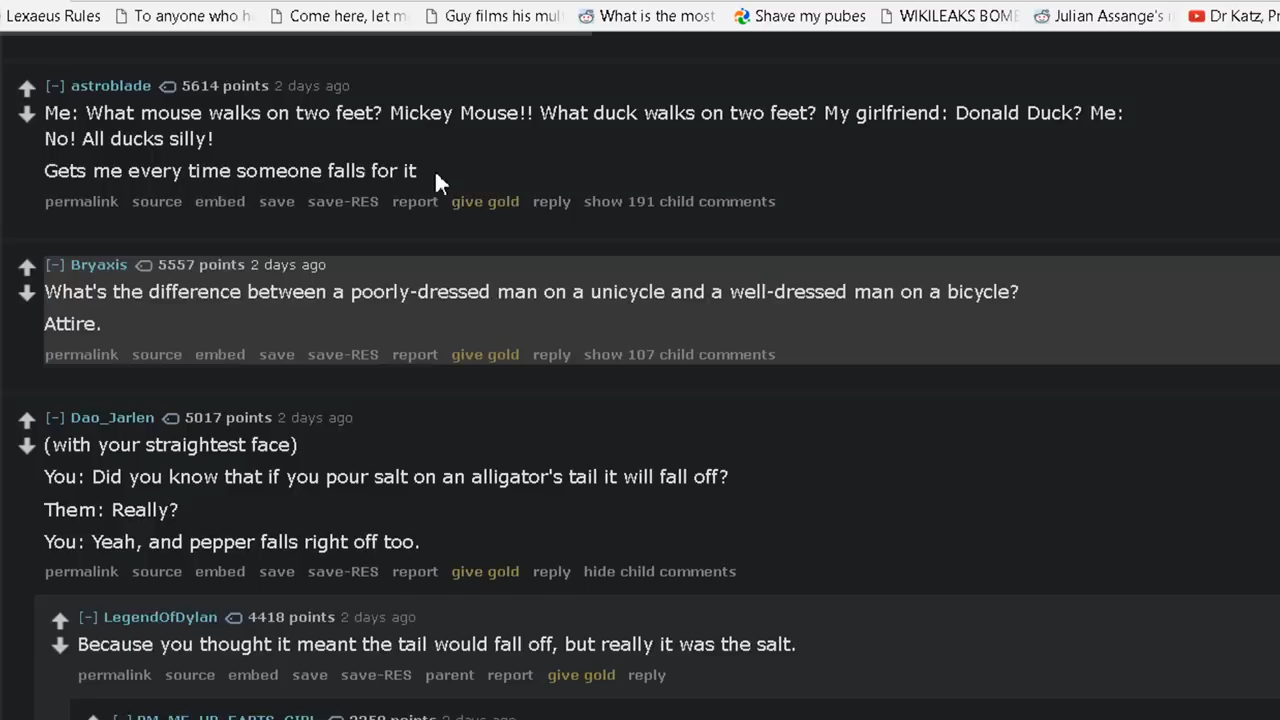 Lexaeus Rules To anyone who h Come here, let m Guy films his mul What is the most Shave my pubes WIKILEAKS BOM Julian Assange's Dr Katz, Pr
[-] astroblade 5614 points 2 days ago
Me: What mouse walks on two feet? Mickey Mouse!! What duck walks on two feet? My girlfriend: Donald Duck? Me:
No! All ducks silly!
Gets me every time someone falls for it
permalink source embed save save-RES report give gold reply show 191 child comments
[-] Bryaxis 5557 points 2 days ago
What's the difference between a poorly-dressed man on a unicycle and a well-dressed man on a bicycle?
Attire.
permalink source embed save save-RES report give gold reply show 107 child comments
[-] Dao_Jarlen 5017 points 2 days ago
(with your straightest face)
You: Did you know that if you pour salt on an alligator's tail it will fall off?
Them: Really?
You: Yeah, and pepper falls right off too.
permalink source embed save save-RES report give gold reply hide child comments
[-] LegendOfDylan 4418 points 2 days ago
Because you thought it meant the tail would fall off, but really it was the salt.
permalink source embed save save-RES parent report give gold reply
points 2 days ago